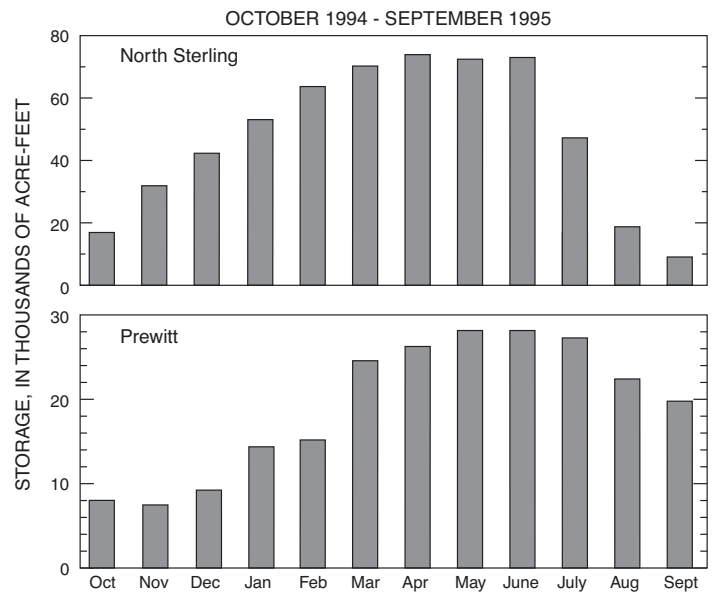 OCTOBER 1994 - SEPTEMBER 1995
STORAGE, IN THOUSANDS OF ACRE-FEET
North Sterling
80
60
40
20
0
Prewitt
30
20
10
0
Oct Nov Dec Jan Feb Mar Apr May June July Aug Sept